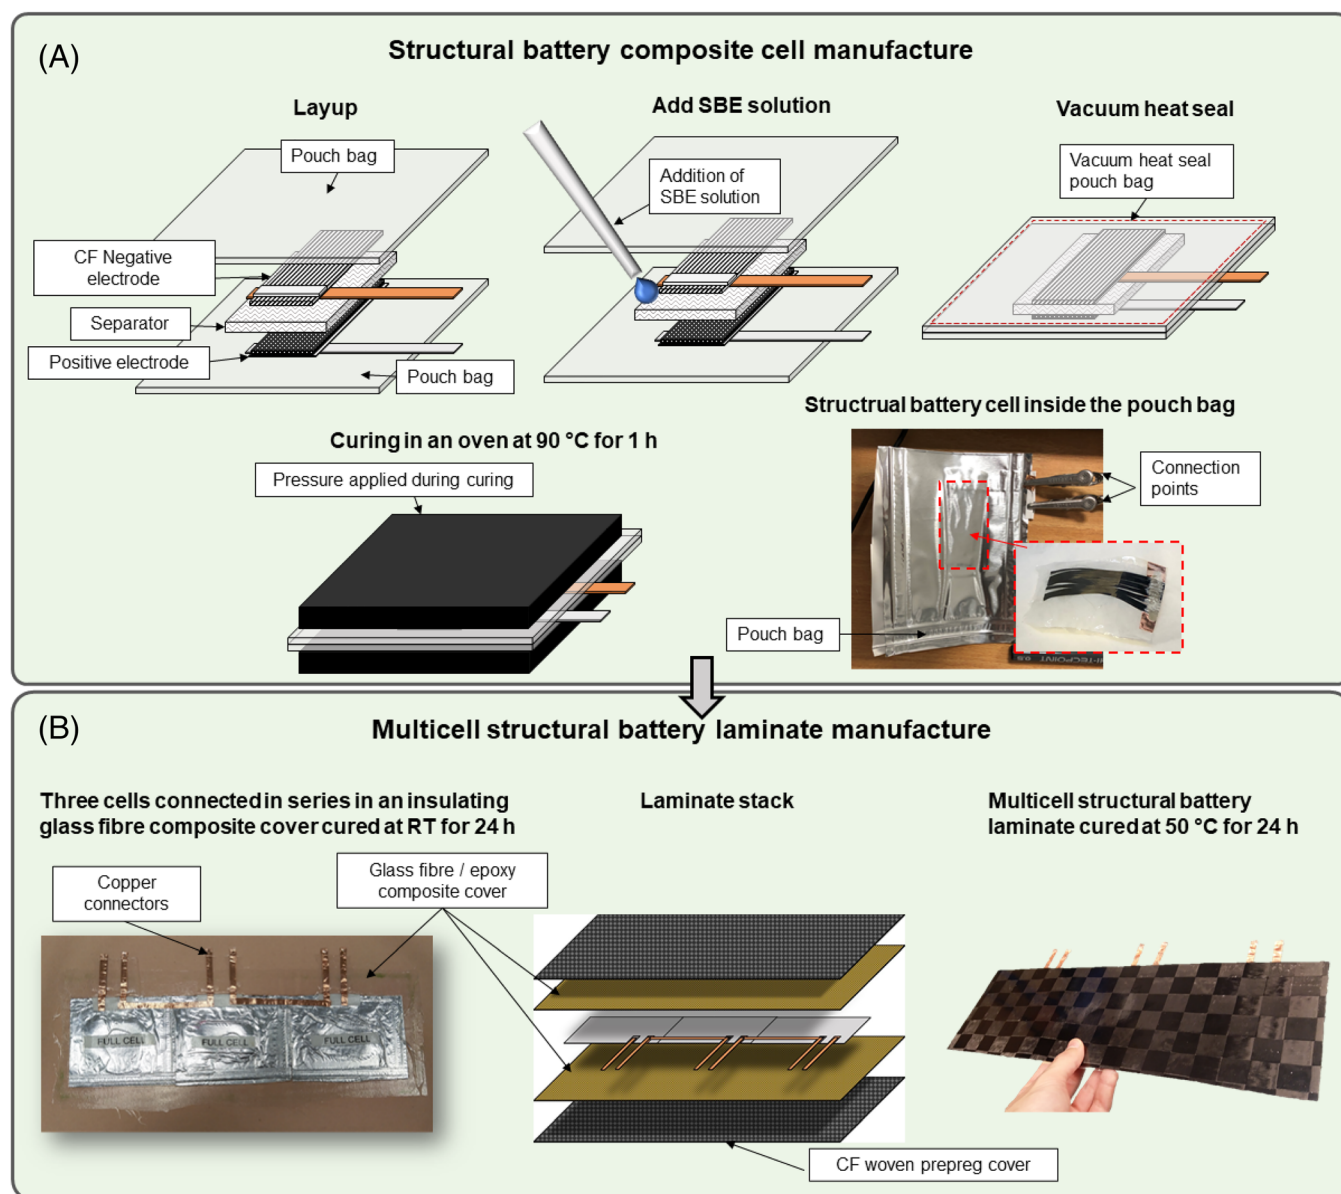 (A)
Structural battery composite cell manufacture
Layup
Add SBE solution
Vacuum heat seal
Pouch bag
CF Negative
electrode
Separator
Positive electrode
Pouch bag
Addition of
SBE solution
Vacuum heat seal
pouch bag
Curing in an oven at 90 °C for 1 h
Pressure applied during curing
Structrual battery cell inside the pouch bag
Connection
points
Pouch bag
(B)
Multicell structural battery laminate manufacture
Three cells connected in series in an insulating
glass fibre composite cover cured at RT for 24 h
Copper
connectors
Glass fibre / epoxy
composite cover
FULL CELL
FULL CELL
FULL CELL
Laminate stack
CF woven prepreg cover
Multicell structural battery
laminate cured at 50 °C for 24 h